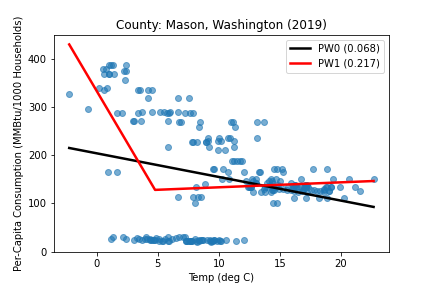 County: Mason, Washington (2019)
PW0 (0.068)
PW1 (0.217)
Per-Capita Consumption (MMBtu/1000 Households)
400
300
200
100
0
0 5 10 15 20
Temp (deg C)